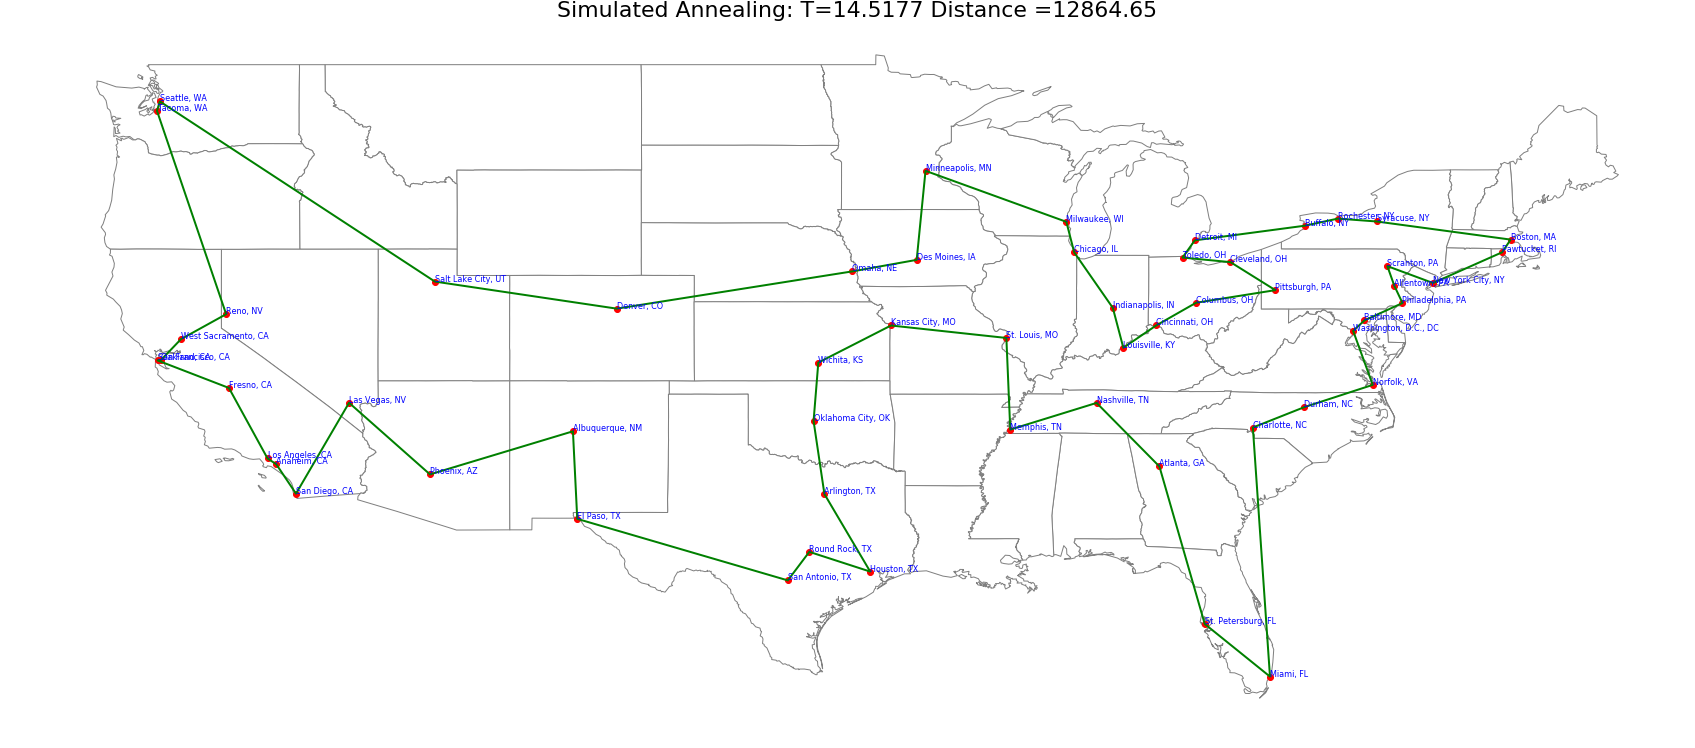 Simulated Annealing: T=14.5177 Distance =12864.65
Seattle, WA
Tacoma, WA
Minneapolis, MN
Milwaukee, WI
Rochester, NY
Syracuse, NY
Buffalo, NY
Detroit, MI
Boston, MA
Pawtucket, RI
Chicago, IL
Toledo, OH
Des Moines, IA
Cleveland, OH
Scranton, PA
Omaha, NE
Salt Lake City, UT
New York City, NY
Allentown, PA
Pittsburgh, PA
Columbus, OH
Philadelphia, PA
Denver, CO
Indianapolis, IN
Reno, NV
Baltimore, MD
Kansas City, MO
Cincinnati, OH
Washington, D.C., DC
West Sacramento, CA
St. Louis, MO
Louisville, KY
Oakland, CA
San Francisco, CA
Wichita, KS
Fresno, CA
Norfolk, VA
Las Vegas, NV
Nashville, TN
Durham, NC
Oklahoma City, OK
Charlotte, NC
Albuquerque, NM
Memphis, TN
Los Angeles, CA
Anaheim, CA
Atlanta, GA
Phoenix, AZ
San Diego, CA
Arlington, TX
El Paso, TX
Round Rock, TX
Houston, TX
San Antonio, TX
St. Petersburg, FL
Miami, FL